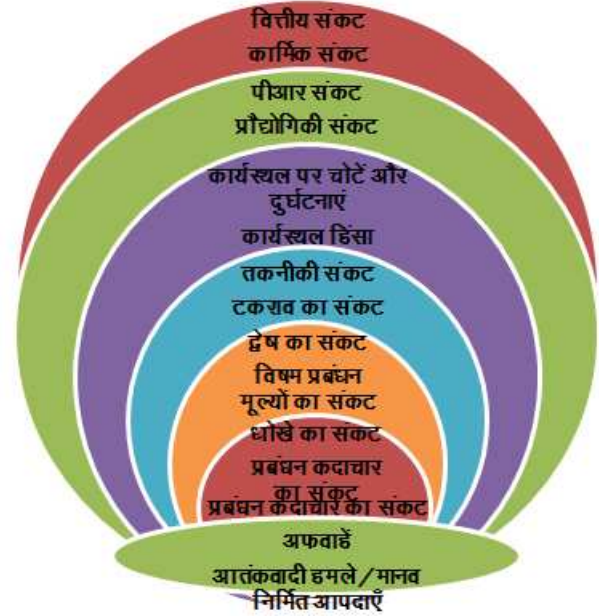 वित्तीय संकट
कार्मिक संकट
पीआर संकट
प्रौद्योगिकी संकट
कार्यस्थल पर चोटें और
दुर्घटनाएं
कार्यस्थल हिंसा
तकनीकी संकट
टकराव का संकट
द्वेष का संकट
विषम प्रबंधन
मूल्यों का संकट
धोखे का संकट
प्रबंधन कदाचार
का संकट
प्रबंधन कदाचार का संकट
अफवाहें
आतंकवादी हमले/मानव
निर्मित आपदाएँ